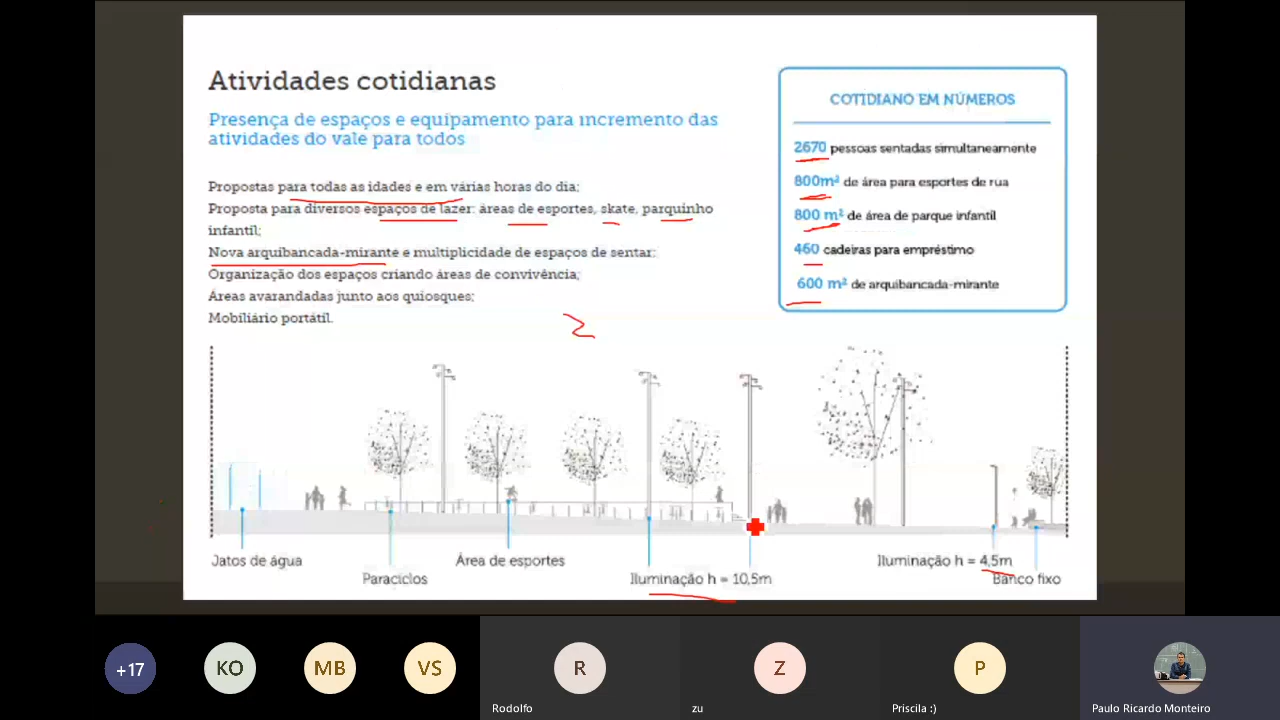 Atividades cotidianas
Presença de espaços e equipamento para incremento das
atividades do vale para todos
Propostas para todas as idades e em várias horas do dia;
Proposta para diversos espaços de lazer: áreas de esportes, skate, parquinho
infantil;
Nova arquibancada-mirante e multiplicidade de espaços de sentar;
Organização dos espaços criando áreas de convivência;
Áreas avarandadas junto aos quiosques;
Mobiliário portátil.
COTIDIANO EM NÚMEROS
2670 pessoas sentadas simultaneamente
800m² de área para esportes de rua
800 m² de área de parque infantil
460 cadeiras para empréstimo
600 m² de arquibancada-mirante
Jatos de água
Paraciclos
Área de esportes
Iluminação h = 10,5m
Iluminação h = 4,5m
Banco fixo
+17
KO
MB
VS
R
Rodolfo
Z
zu
P
Priscila :)
Paulo Ricardo Monteiro